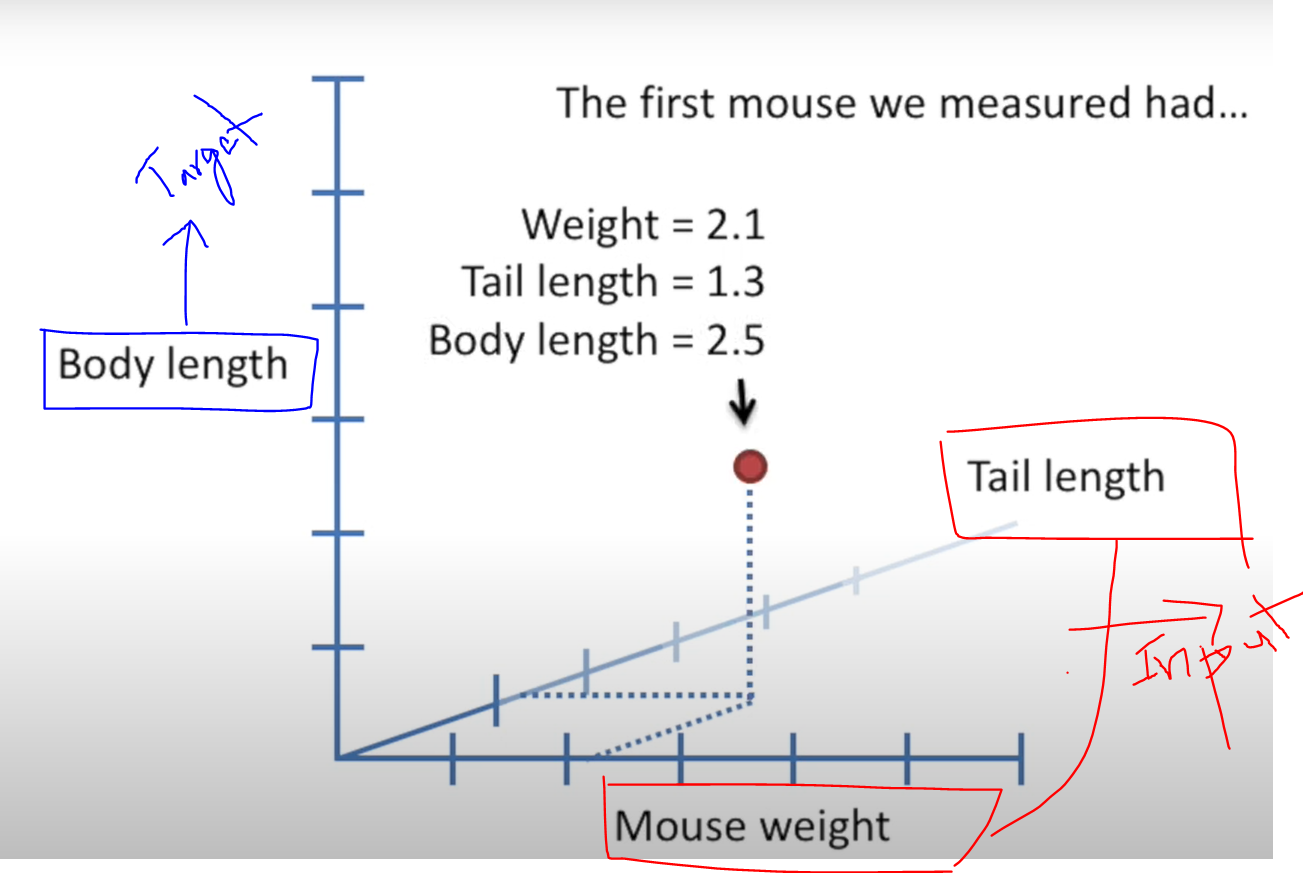 The first mouse we measured had...
Target
Weight = 2.1
Tail length = 1.3
Body length = 2.5
Body length
Tail length
Input
Mouse weight